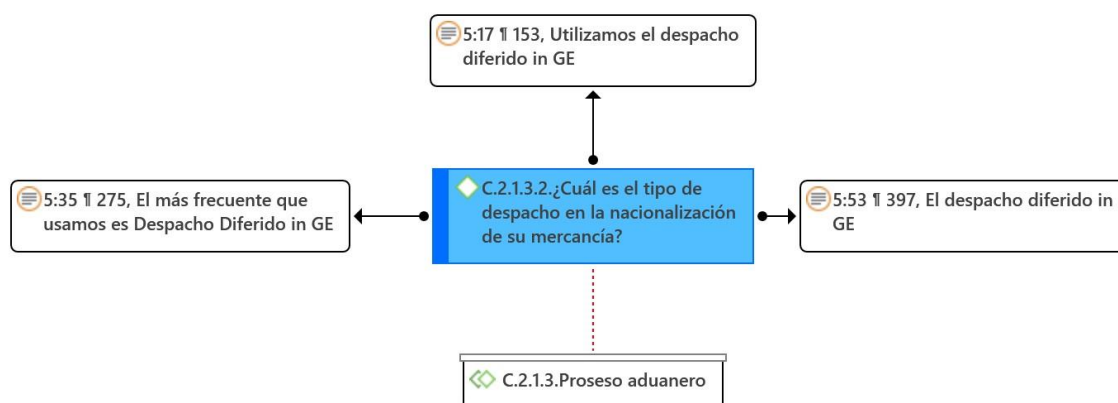 5:17 ¶ 153, Utilizamos el despacho
diferido in GE
5:35 ¶ 275, El más frecuente que
usamos es Despacho Diferido in GE
C.2.1.3.2.¿Cuál es el tipo de
despacho en la nacionalización
de su mercancía?
5:53 ¶ 397, El despacho diferido in
GE
C.2.1.3.Proseso aduanero